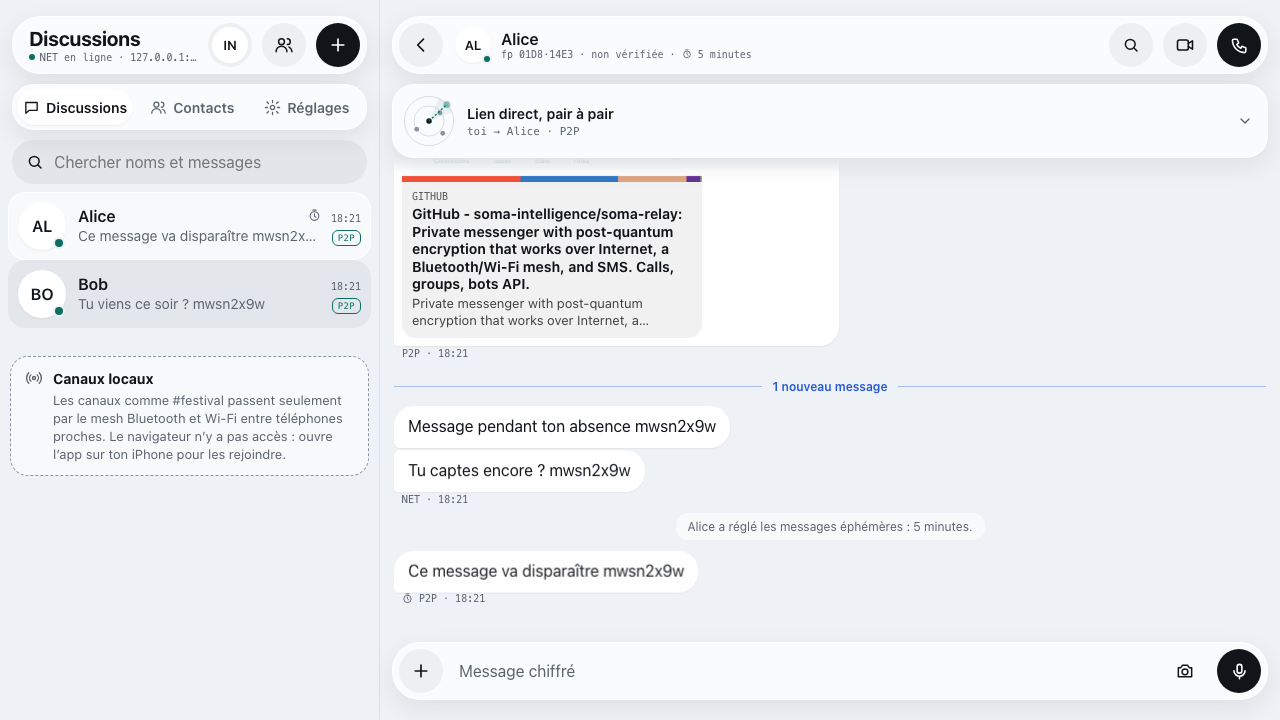 Discussions
NET en ligne · 127.0.0.1:…
IN
Discussions
Contacts
Réglages
Chercher noms et messages
AL
Alice
18:21
Ce message va disparaître mwsn2x…
P2P
BO
Bob
18:21
Tu viens ce soir ? mwsn2x9w
P2P
Canaux locaux
Les canaux comme #festival passent seulement
par le mesh Bluetooth et Wi-Fi entre téléphones
proches. Le navigateur n’y a pas accès : ouvre
l’app sur ton iPhone pour les rejoindre.
AL
Alice
fp 01D8·14E3 · non vérifiée · 5 minutes
Lien direct, pair à pair
toi → Alice · P2P
GITHUB
GitHub - soma-intelligence/soma-relay:
Private messenger with post-quantum
encryption that works over Internet, a
Bluetooth/Wi-Fi mesh, and SMS. Calls,
groups, bots API.
Private messenger with post-quantum
encryption that works over Internet, a…
P2P · 18:21
1 nouveau message
Message pendant ton absence mwsn2x9w
Tu captes encore ? mwsn2x9w
NET · 18:21
Alice a réglé les messages éphémères : 5 minutes.
Ce message va disparaître mwsn2x9w
P2P · 18:21
Message chiffré